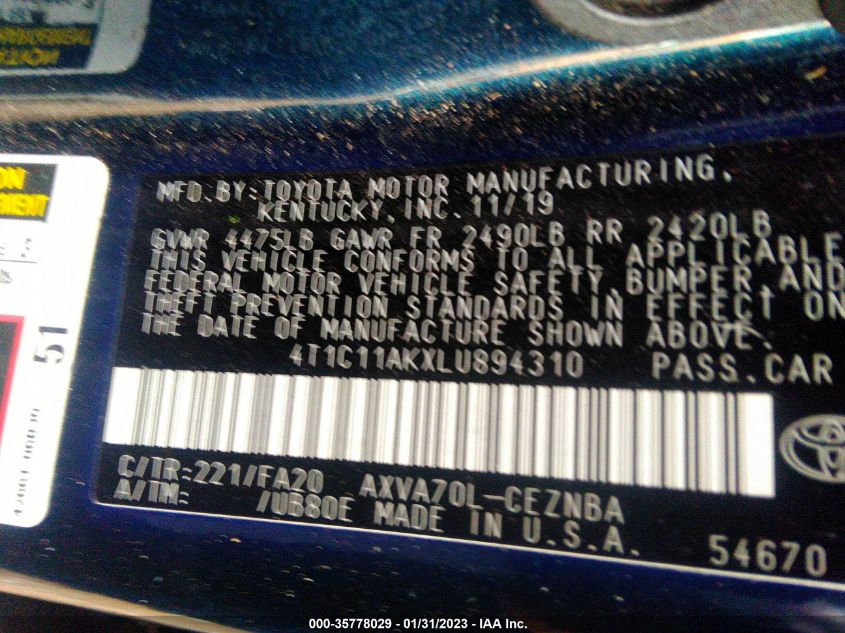 ON
51
MFD. BY: TOYOTA MOTOR MANUFACTURING,
KENTUCKY, INC. 11/19
GVWR 4475LB GAWR FR 2490LB RR 2420LB
THIS VEHICLE CONFORMS TO ALL APPLICABLE
FEDERAL MOTOR VEHICLE SAFETY, BUMPER, AND
THEFT PREVENTION STANDARDS IN EFFECT ON
THE DATE OF MANUFACTURE SHOWN ABOVE.
4T1C11AKXLU894310 PASS.CAR
C/TR:221/FA20 AXVA70L-CEZNBA
A/TM: /UB80E MADE IN U.S.A.
54670
000-35778029 - 01/31/2023 - IAA Inc.